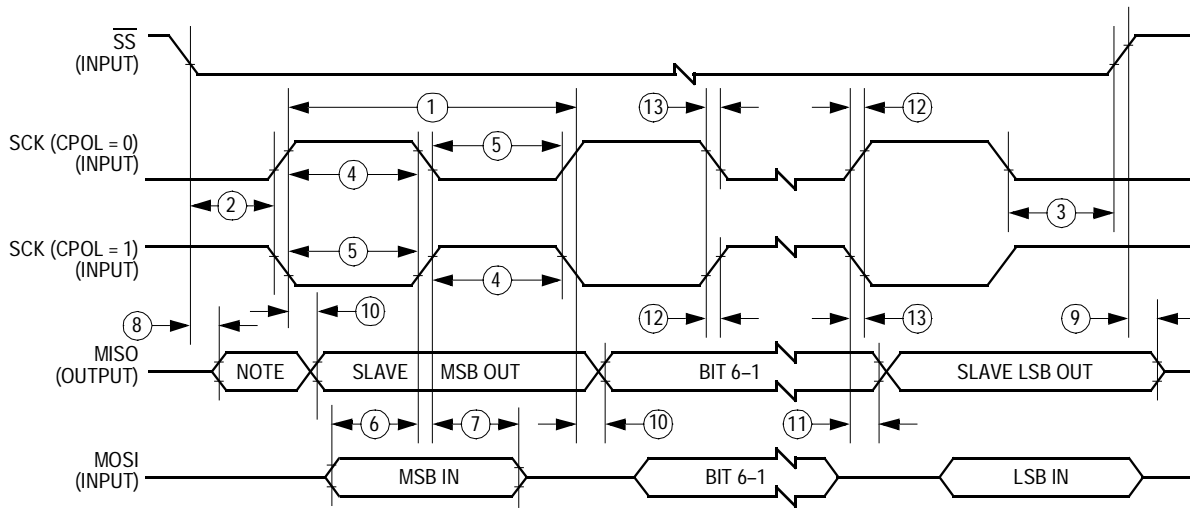 SS
(INPUT)
1
13
12
SCK (CPOL = 0)
(INPUT)
5
4
2
3
SCK (CPOL = 1)
(INPUT)
5
4
8
10
12
13
9
MISO
(OUTPUT)
NOTE
SLAVE MSB OUT
BIT 6–1
SLAVE LSB OUT
6
7
10
11
MOSI
(INPUT)
MSB IN
BIT 6–1
LSB IN